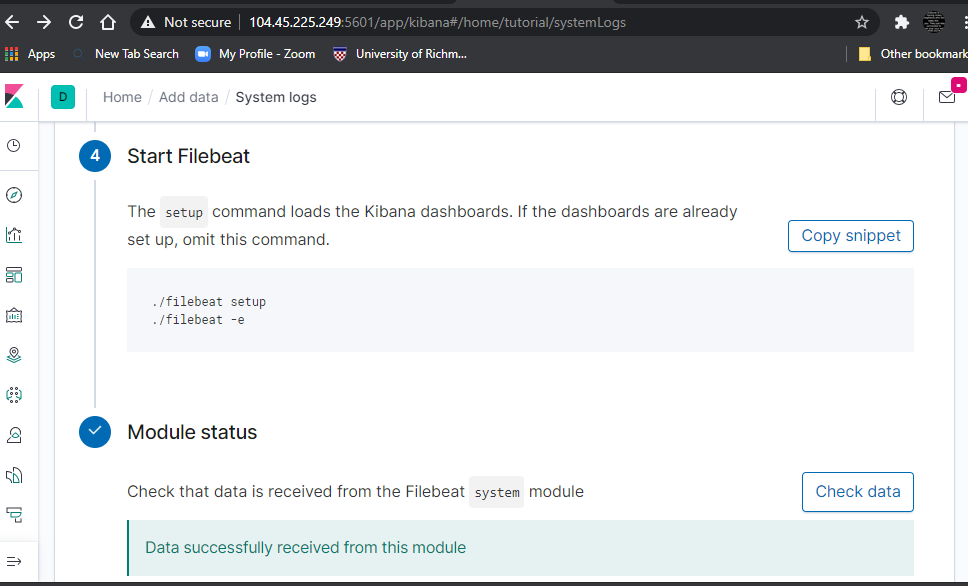 Not secure | 104.45.225.249:5601/app/kibana#/home/tutorial/systemLogs
Apps New Tab Search My Profile - Zoom University of Richm... Other bookmark
D Home / Add data / System logs
4 Start Filebeat
The setup command loads the Kibana dashboards. If the dashboards are already
set up, omit this command.
Copy snippet
./filebeat setup
./filebeat -e
Module status
Check that data is received from the Filebeat system module
Check data
Data successfully received from this module